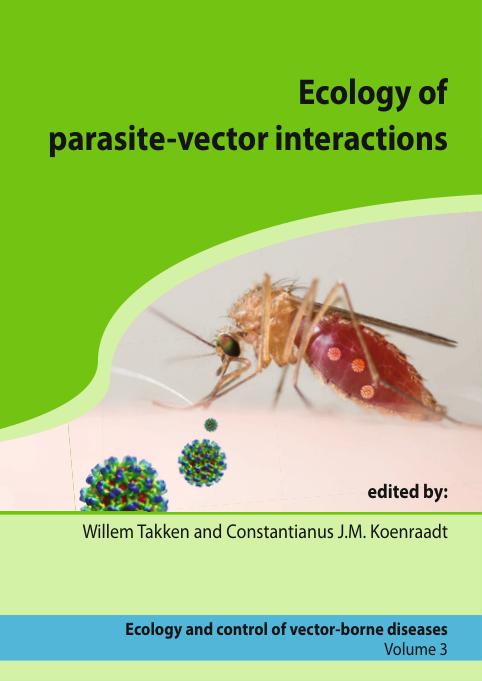 Ecology of
parasite-vector interactions
edited by:
Willem Takken and Constantianus J.M. Koenraadt
Ecology and control of vector-borne diseases
Volume 3